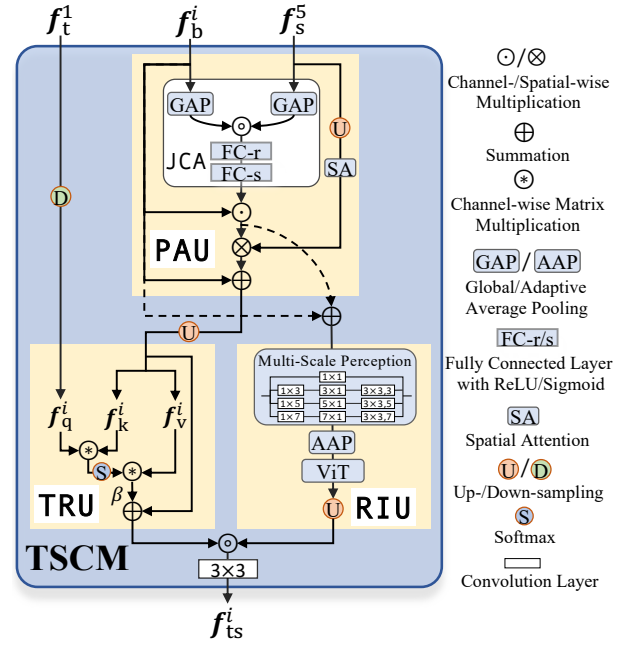 f_t^1 f_b^i f_s^5
GAP GAP
U
JCA
FC-r
FC-s
SA
D
PAU
U
Multi-Scale Perception
1×1
1×3 3×1 3×3,3
1×5 5×1 3×3,5
1×7 7×1 3×3,7
AAP
ViT
U
RIU
f_q^i f_k^i f_v^i
S
β
TRU
TSCM
3×3
f_ts^i
⊙/⊗
Channel-/Spatial-wise
Multiplication
⊕
Summation
⊛
Channel-wise Matrix
Multiplication
GAP / AAP
Global/Adaptive
Average Pooling
FC-r/s
Fully Connected Layer
with ReLU/Sigmoid
SA
Spatial Attention
U/D
Up-/Down-sampling
S
Softmax
Convolution Layer